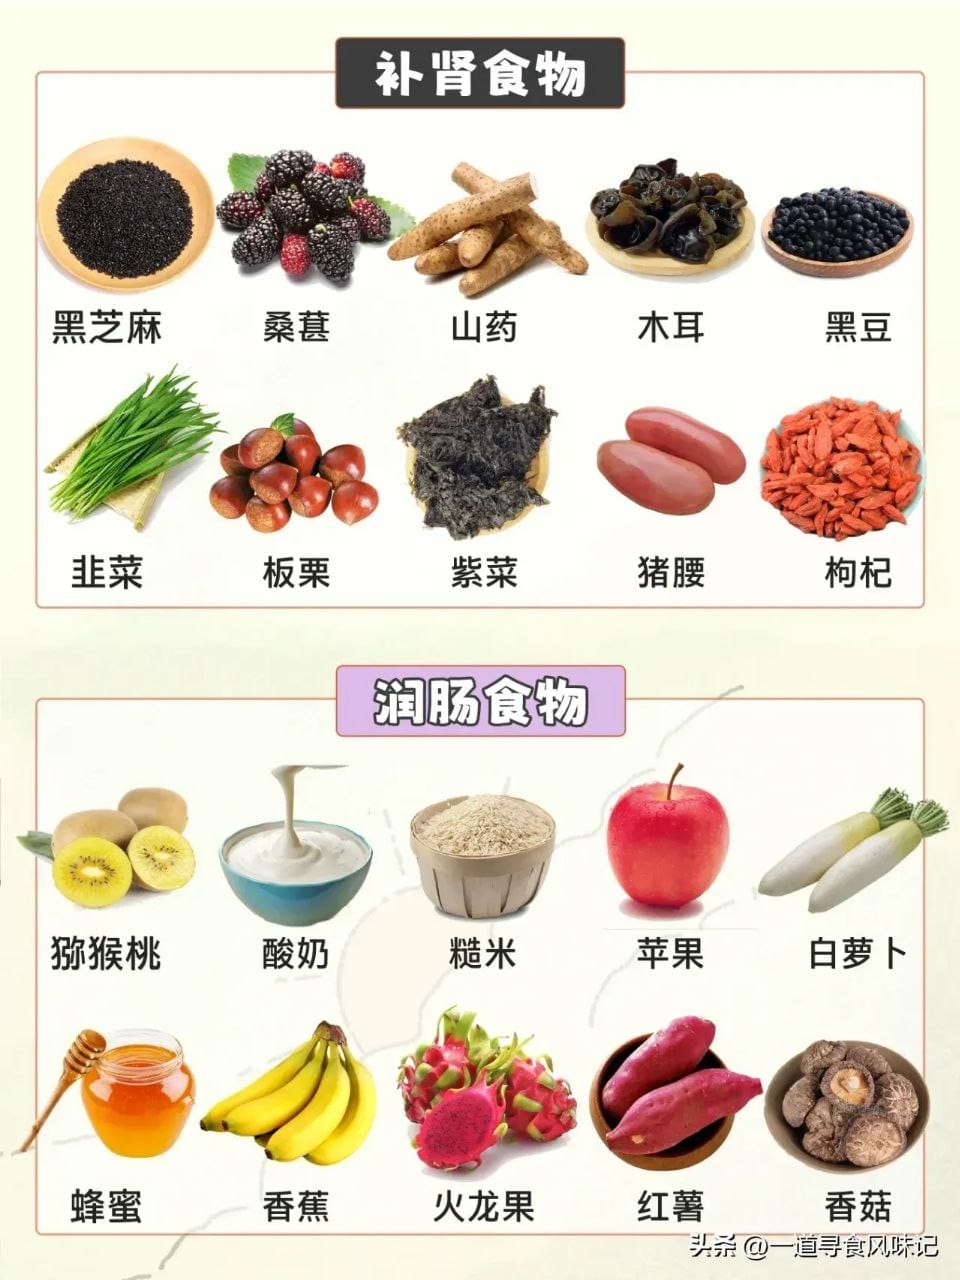 补肾食物
黑芝麻 桑葚 山药 木耳 黑豆
韭菜 板栗 紫菜 猪腰 枸杞
润肠食物
猕猴桃 酸奶 糙米 苹果 白萝卜
蜂蜜 香蕉 火龙果 红薯 香菇
头条 @一道寻食风味记